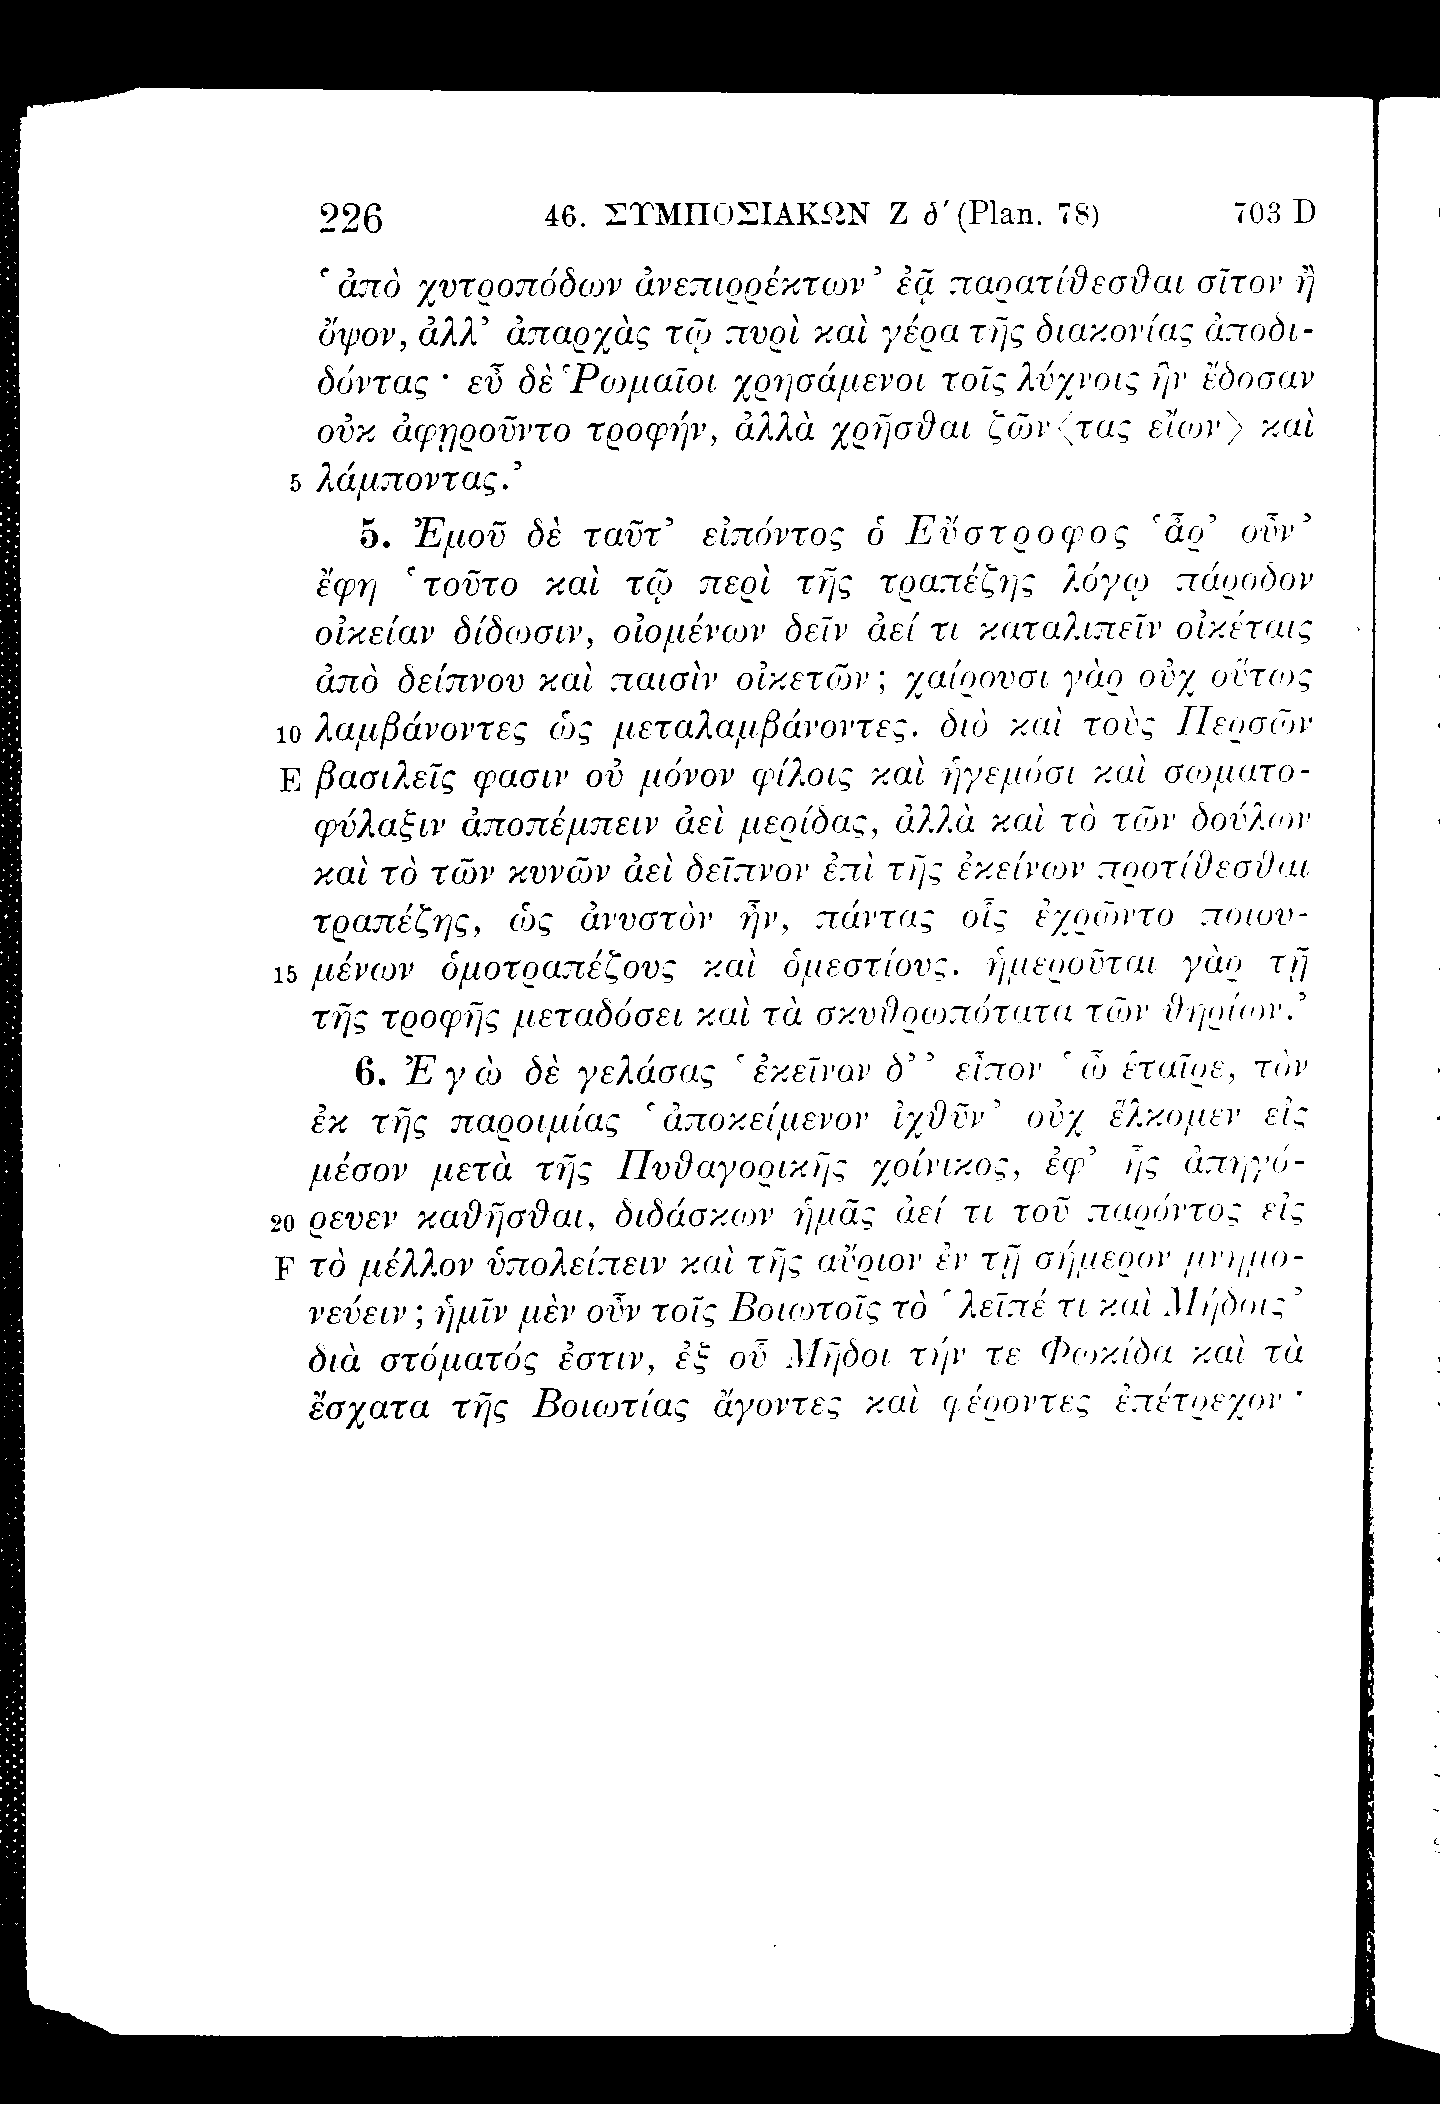 226 46. ΣΥΜΠΟΣΙΑΚΩΝ Ζ δ′ (Plan. 78) 703 D
‘ἀπὸ χυτροπόδων ἀνεπιρρέκτων’ ἐᾷ παρατίθεσθαι σῖτον ἢ
ὄψον, ἀλλ’ ἀπαρχὰς τῷ πυρὶ καὶ γέρα τῆς διακονίας ἀποδι-
δόντας · εὖ δὲ Ῥωμαῖοι χρησάμενοι τοῖς λύχνοις ἣν ἔδοσαν
οὐκ ἀφῃροῦντο τροφήν, ἀλλὰ χρῆσθαι ζῶν〈τας εἴων〉 καὶ
5 λάμποντας.’
5. Ἐμοῦ δὲ ταῦτ’ εἰπόντος ὁ Εὔστροφος ‘ἆρ’ οὖν’
ἔφη ‘τοῦτο καὶ τῷ περὶ τῆς τραπέζης λόγῳ πάροδον
οἰκείαν δίδωσιν, οἰομένων δεῖν ἀεί τι καταλιπεῖν οἰκέταις
ἀπὸ δείπνου καὶ παισὶν οἰκετῶν; χαίρουσι γὰρ οὐχ οὕτως
10 λαμβάνοντες ὡς μεταλαμβάνοντες. διὸ καὶ τοὺς Περσῶν
E βασιλεῖς φασιν οὐ μόνον φίλοις καὶ ἡγεμόσι καὶ σωματο-
φύλαξιν ἀποπέμπειν ἀεὶ μερίδας, ἀλλὰ καὶ τὸ τῶν δούλων
καὶ τὸ τῶν κυνῶν ἀεὶ δεῖπνον ἐπὶ τῆς ἐκείνων προτίθεσθαι
τραπέζης, ὡς ἀνυστὸν ἦν, πάντας οἷς ἐχρῶντο ποιου-
15 μένων ὁμοτραπέζους καὶ ὁμεστίους. ἡμεροῦται γὰρ τῇ
τῆς τροφῆς μεταδόσει καὶ τὰ σκυθρωπότατα τῶν θηρίων.’
6. Ἐγὼ δὲ γελάσας ‘ἐκεῖνον δ’’ εἶπον ‘ὦ ἑταῖρε, τὸν
ἐκ τῆς παροιμίας ‘ἀποκείμενον ἰχθῦν’ οὐχ ἕλκομεν εἰς
μέσον μετὰ τῆς Πυθαγορικῆς χοίνικος, ἐφ’ ἧς ἀπηγό-
20 ρευεν καθῆσθαι, διδάσκων ἡμᾶς ἀεί τι τοῦ παρόντος εἰς
F τὸ μέλλον ὑπολείπειν καὶ τῆς αὔριον ἐν τῇ σήμερον μνημο-
νεύειν; ἡμῖν μὲν οὖν τοῖς Βοιωτοῖς τὸ ‘λεῖπέ τι καὶ Μήδοις’
διὰ στόματός ἐστιν, ἐξ οὗ Μῆδοι τήν τε Φωκίδα καὶ τὰ
ἔσχατα τῆς Βοιωτίας ἄγοντες καὶ φέροντες ἐπέτρεχον ·